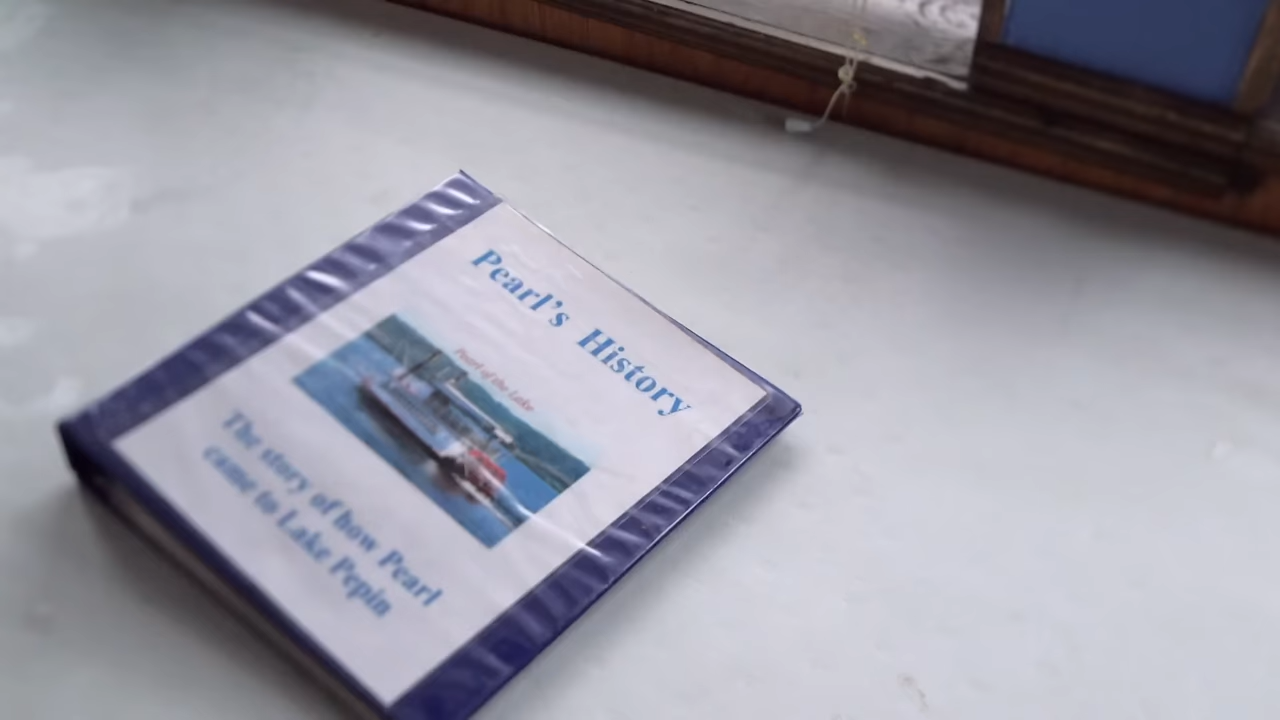 Pearl's History
Pearl of the Lake
The story of how Pearl
came to Lake Pepin